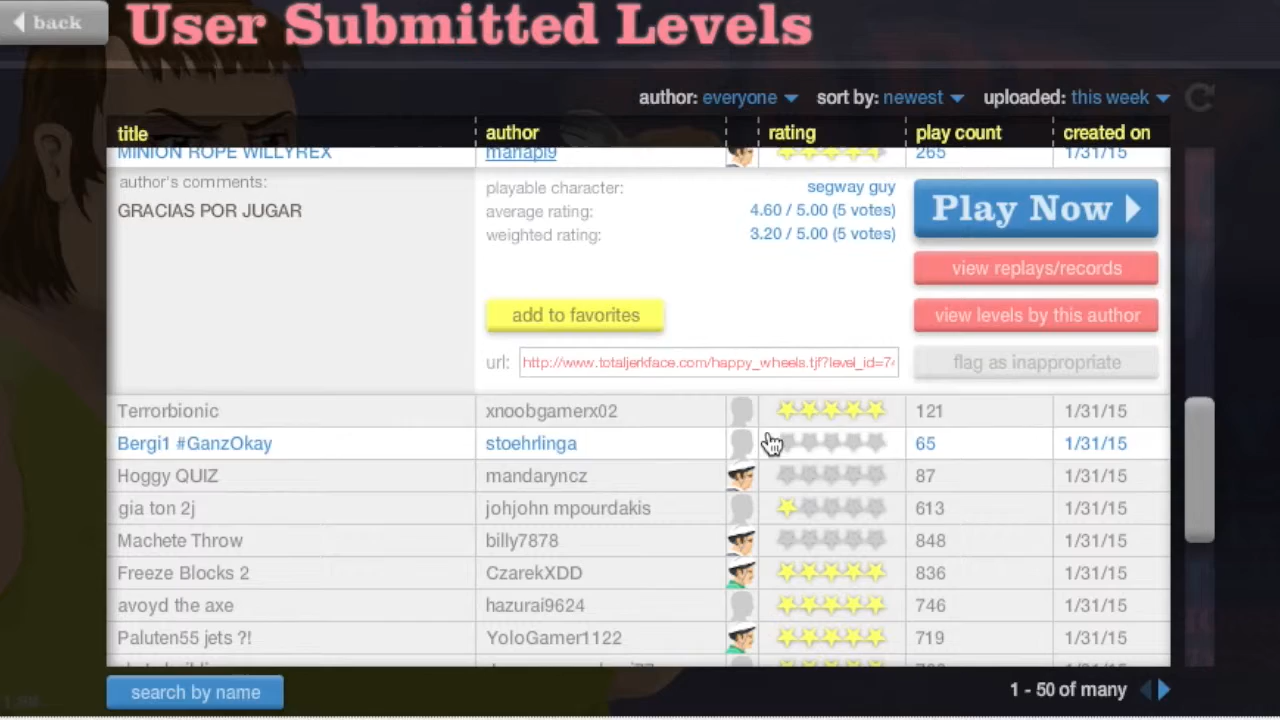 back
User Submitted Levels
author: everyone sort by: newest uploaded: this week
title author rating play count created on
MINION ROPE WILLYREX manapi9 265 1/31/15
author's comments:
GRACIAS POR JUGAR
playable character: segway guy
average rating: 4.60 / 5.00 (5 votes)
weighted rating: 3.20 / 5.00 (5 votes)
add to favorites
url: http://www.totaljerkface.com/happy_wheels.tjf?level_id=74
Play Now
view replays/records
view levels by this author
flag as inappropriate
Terrorbionic xnoobgamerx02 121 1/31/15
Bergi1 #GanzOkay stoehrlinga 65 1/31/15
Hoggy QUIZ mandaryncz 87 1/31/15
gia ton 2j johjohn mpourdakis 613 1/31/15
Machete Throw billy7878 848 1/31/15
Freeze Blocks 2 CzarekXDD 836 1/31/15
avoyd the axe hazurai9624 746 1/31/15
Paluten55 jets ?! YoloGamer1122 719 1/31/15
search by name
1 - 50 of many